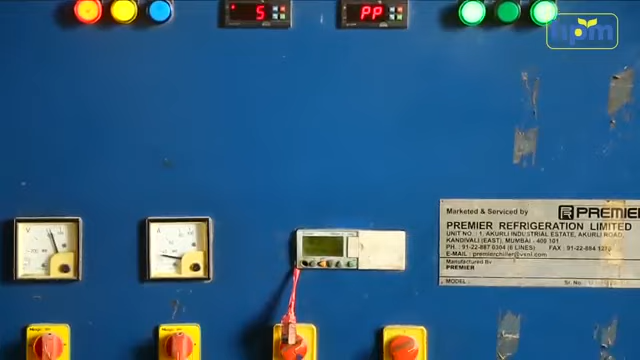 5
PP
npm
V
Marketed & Serviced by
PREMIER
PREMIER REFRIGERATION LIMITED
UNIT NO. : 1, AKURLI INDUSTRIAL ESTATE, AKURLI ROAD,
KANDIVALI (EAST), MUMBAI - 400 101
PH. : 91-22-887 0304 (6 LINES) FAX : 91-22-884
E-MAIL : premierchiller@vsnl.com
Manufactured by
PREMIER
MODEL : Sr. No.